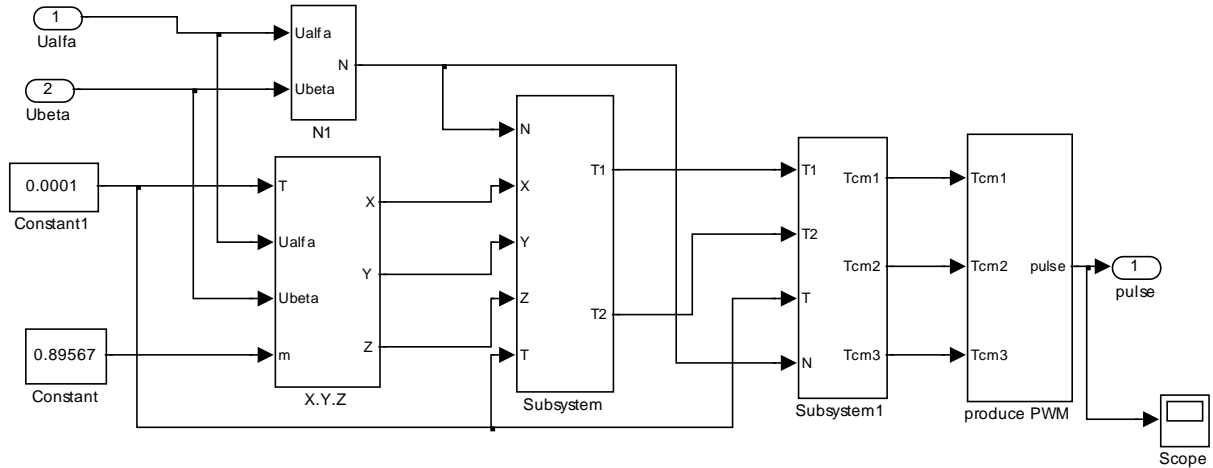 1
Ualfa
2
Ubeta
0.0001
Constant1
0.89567
Constant
Ualfa
Ubeta
N
N1
T
Ualfa
Ubeta
m
X
Y
Z
X.Y.Z
N
X
Y
Z
T
T1
T2
Subsystem
T1
T2
T
N
Tcm1
Tcm2
Tcm3
Subsystem1
Tcm1
Tcm2
Tcm3
pulse
produce PWM
1
pulse
Scope